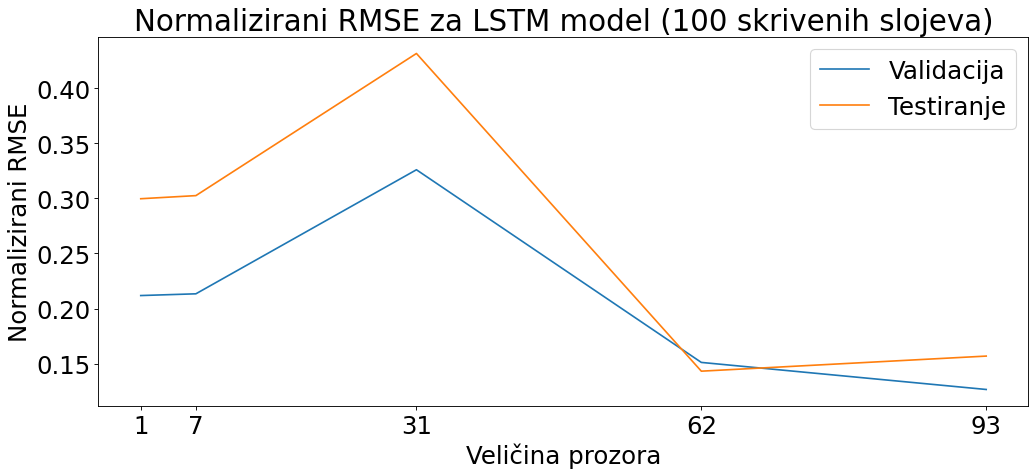 Normalizirani RMSE za LSTM model (100 skrivenih slojeva)
Validacija
Testiranje
Normalizirani RMSE
0.40
0.35
0.30
0.25
0.20
0.15
1 7 31 62 93
Veličina prozora